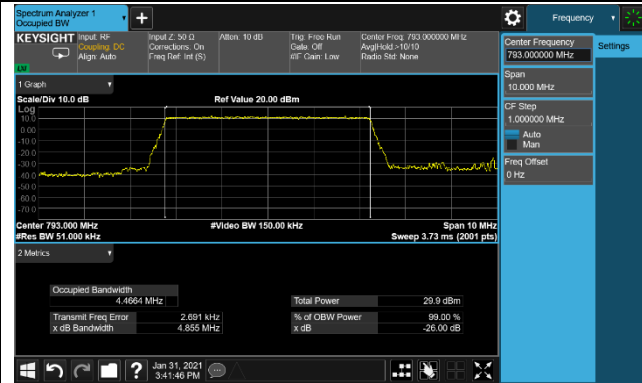 Spectrum Analyzer 1
Occupied BW
Frequency
KEYSIGHT
Input: RF
Coupling: DC
Align: Auto
Input Z: 50 Ω
Corrections: On
Freq Ref: Int (S)
Atten: 10 dB
Trig: Free Run
Gate: Off
#IF Gain: Low
Center Freq: 793.000000 MHz
Avg|Hold:>10/10
Radio Std: None
Center Frequency
793.000000 MHz
Settings
Span
10.000 MHz
CF Step
1.000000 MHz
Auto
Man
Freq Offset
0 Hz
1 Graph
Scale/Div 10.0 dB
Ref Value 20.00 dBm
Log
10.0
0.00
-10.0
-20.0
-30.0
-40.0
-50.0
-60.0
-70.0
Center 793.000 MHz
#Video BW 150.00 kHz
Span 10 MHz
#Res BW 51.000 kHz
Sweep 3.73 ms (2001 pts)
2 Metrics
Occupied Bandwidth
4.4664 MHz
Total Power
29.9 dBm
Transmit Freq Error
2.691 kHz
% of OBW Power
99.00 %
x dB Bandwidth
4.855 MHz
x dB
-26.00 dB
Jan 31, 2021
3:41:46 PM